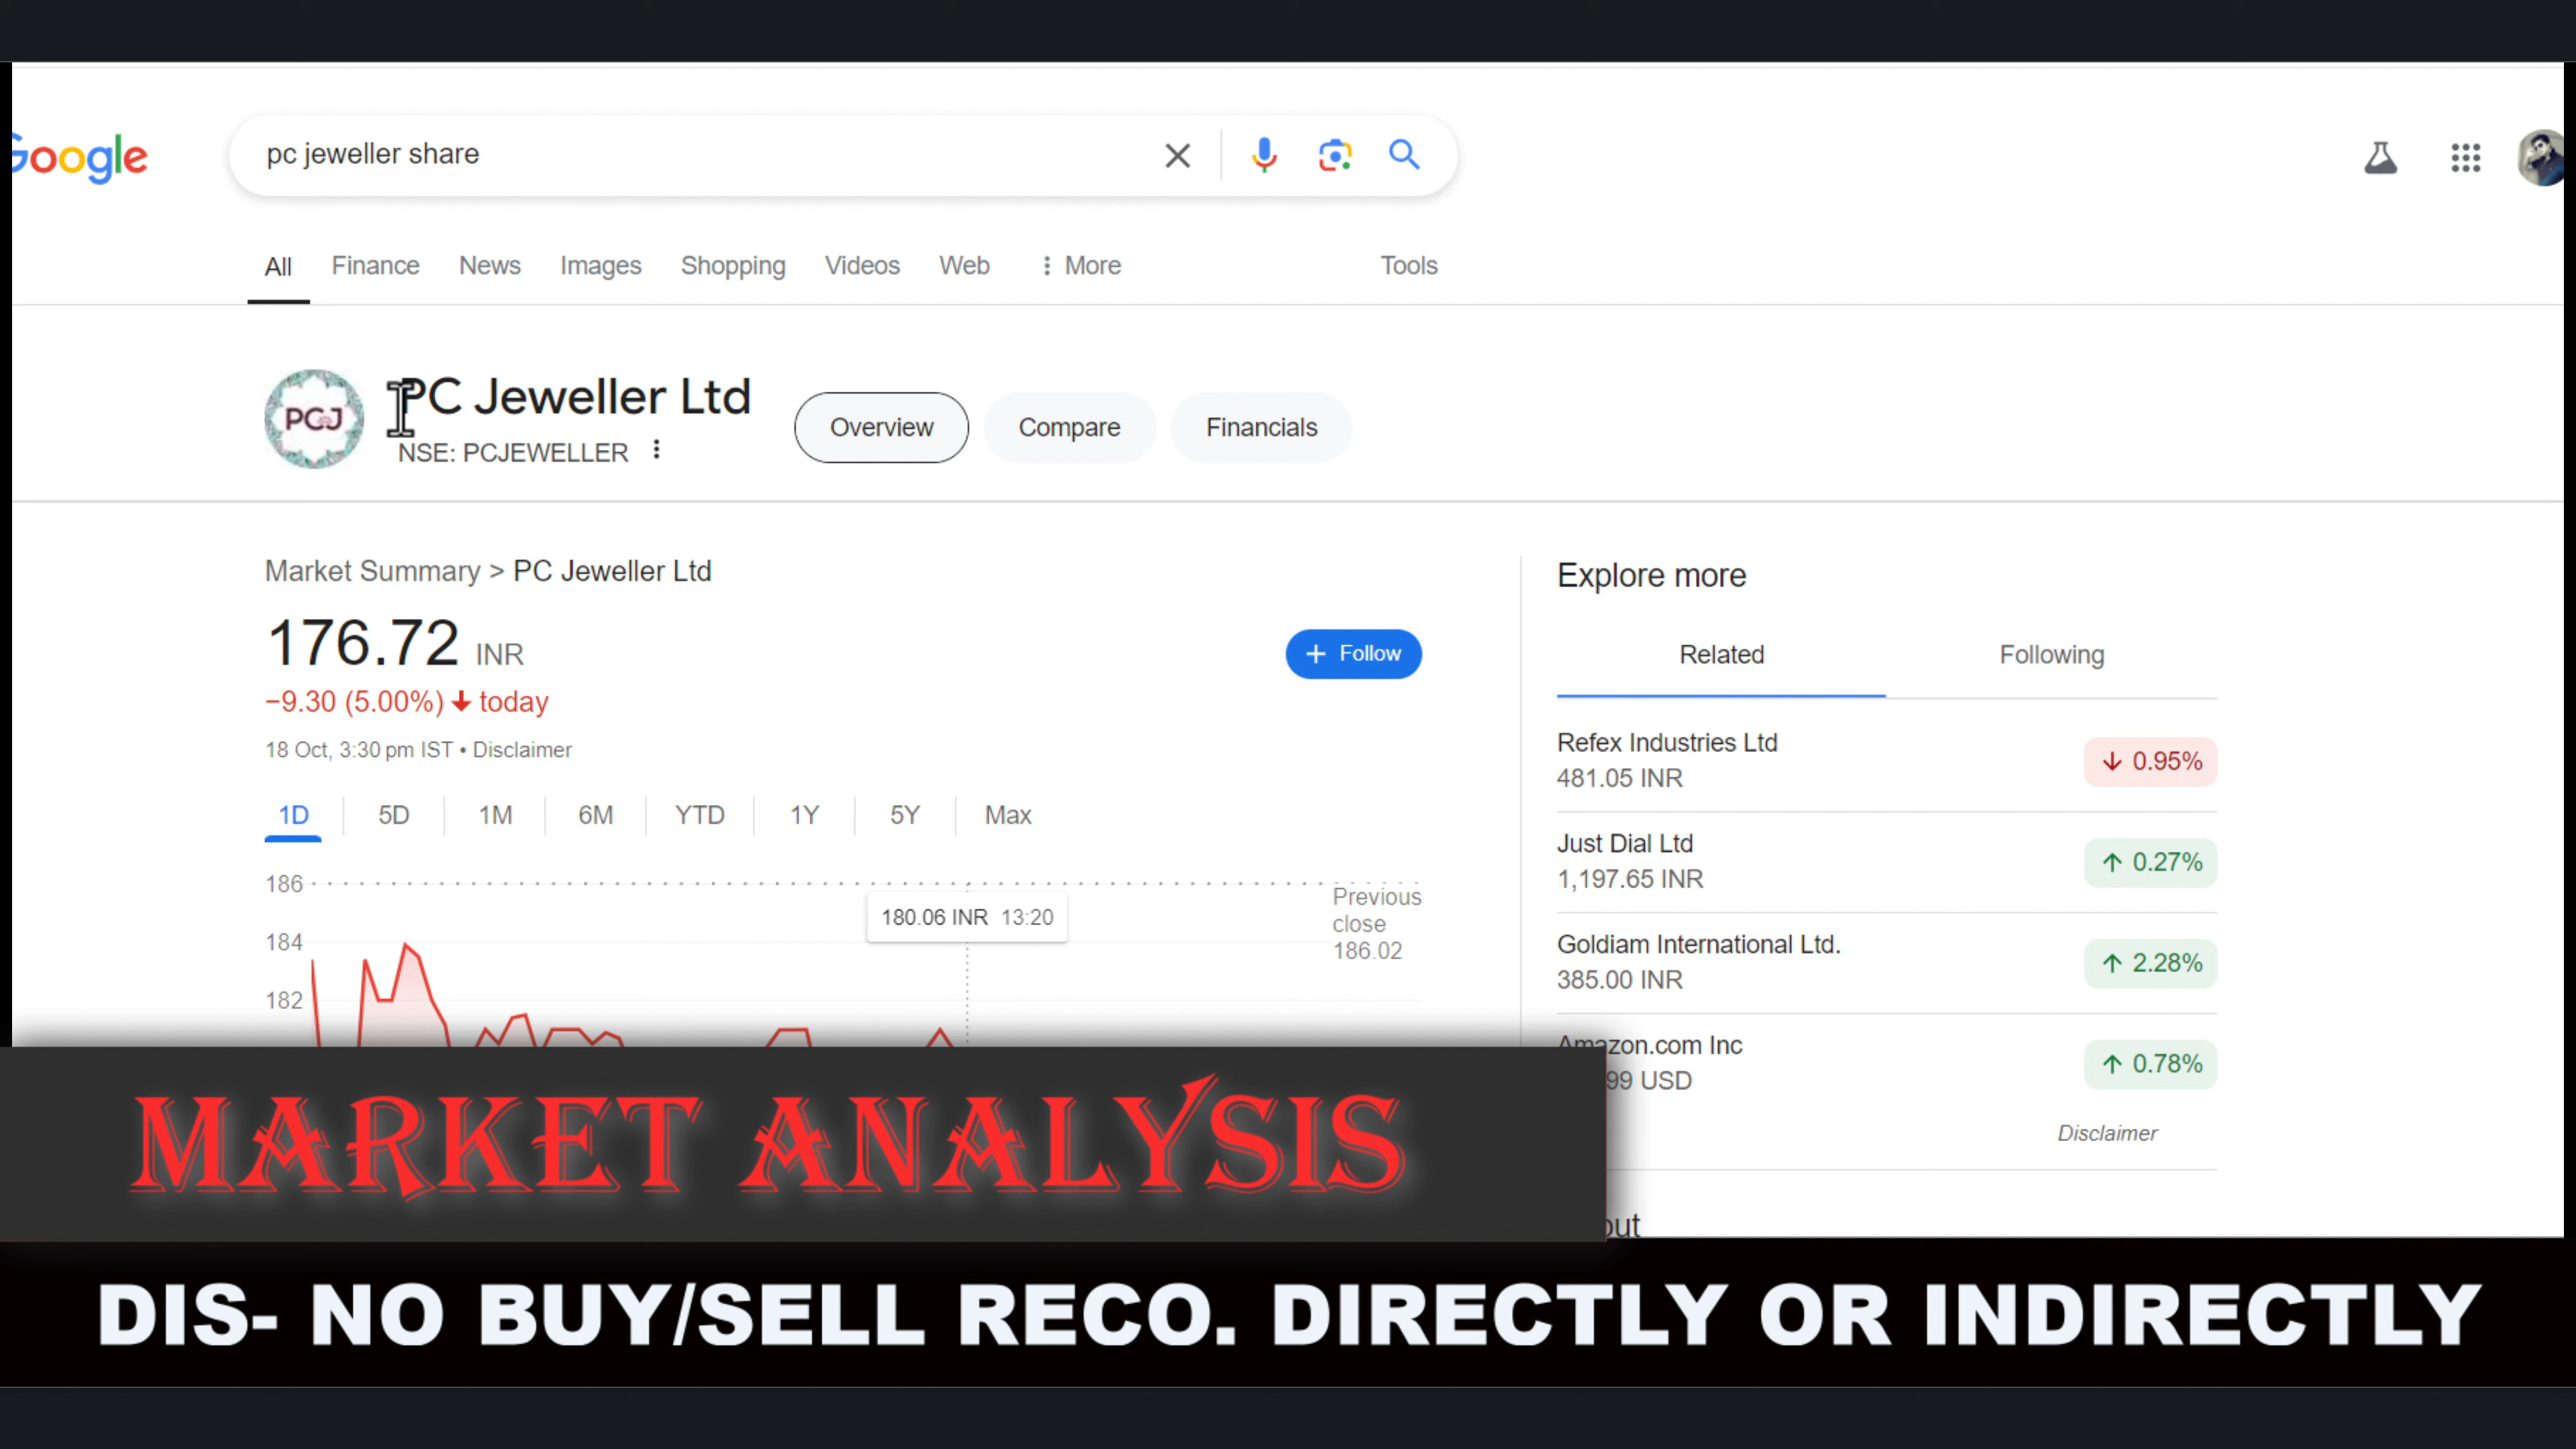 Google
pc jeweller share
All Finance News Images Shopping Videos Web More Tools
PCJ
PC Jeweller Ltd
NSE: PCJEWELLER
Overview Compare Financials
Market Summary > PC Jeweller Ltd
176.72 INR
+ Follow
−9.30 (5.00%) ↓ today
18 Oct, 3:30 pm IST • Disclaimer
1D 5D 1M 6M YTD 1Y 5Y Max
186
184
182
180.06 INR 13:20
Previous
close
186.02
Explore more
Related Following
Refex Industries Ltd
481.05 INR
↓ 0.95%
Just Dial Ltd
1,197.65 INR
↑ 0.27%
Goldiam International Ltd.
385.00 INR
↑ 2.28%
Amazon.com Inc
99 USD
↑ 0.78%
Disclaimer
MARKET ANALYSIS
DIS- NO BUY/SELL RECO. DIRECTLY OR INDIRECTLY